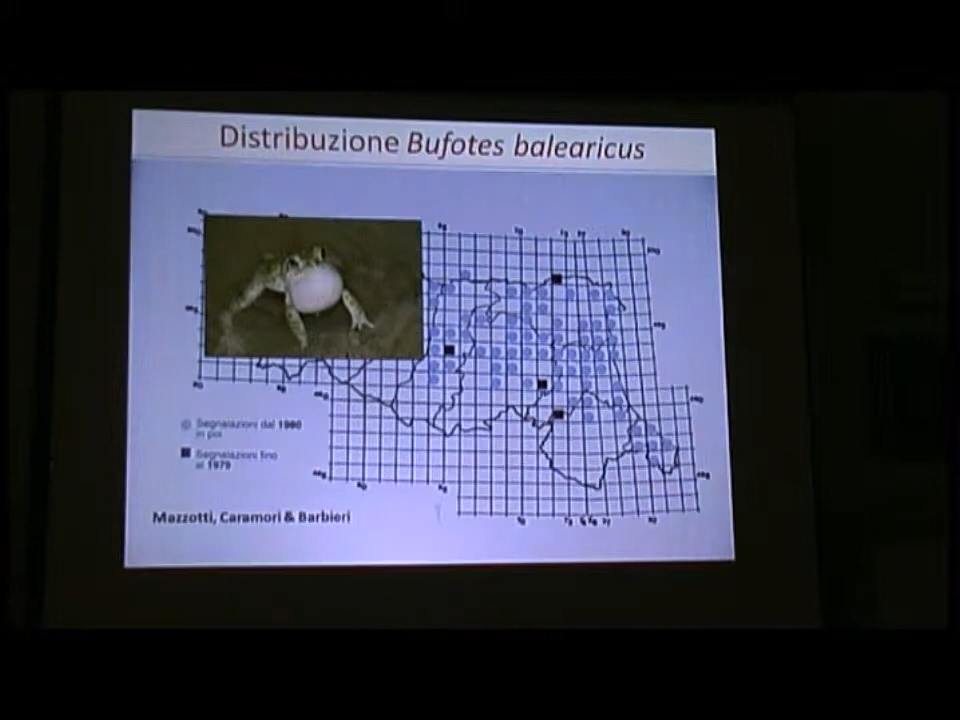 Distribuzione Bufotes balearicus
Segnalazioni dal 1980
in poi
Segnalazioni fino
al 1979
Mazzotti, Caramori & Barbieri